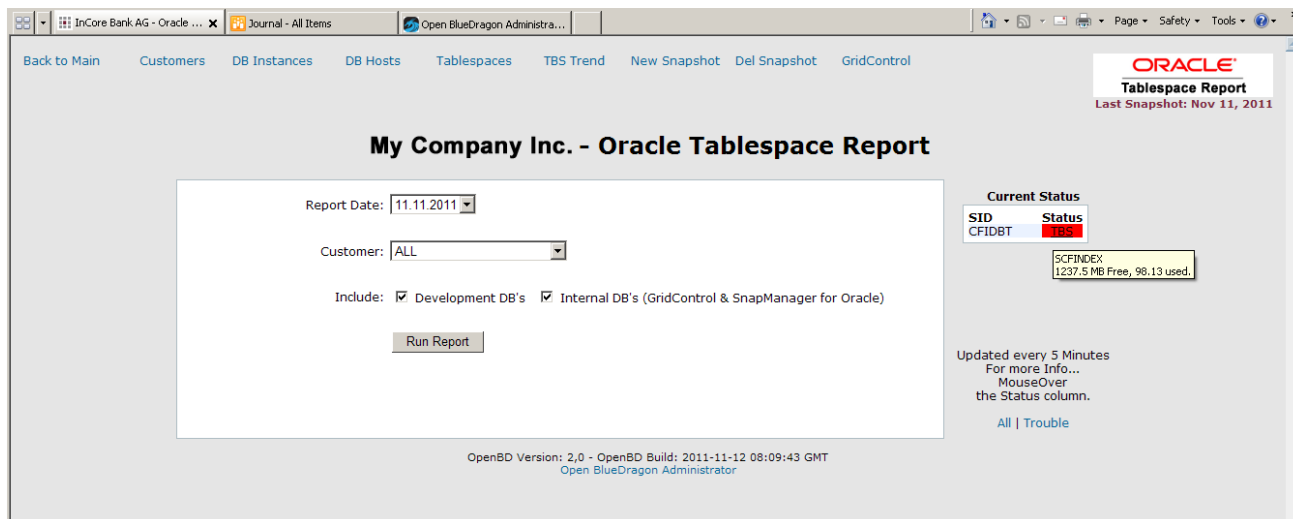 InCore Bank AG - Oracle ... Journal - All Items Open BlueDragon Administra... Page Safety Tools
Back to Main Customers DB Instances DB Hosts Tablespaces TBS Trend New Snapshot Del Snapshot GridControl
ORACLE
Tablespace Report
Last Snapshot: Nov 11, 2011
My Company Inc. - Oracle Tablespace Report
Report Date: 11.11.2011
Customer: ALL
Include: Development DB's Internal DB's (GridControl & SnapManager for Oracle)
Run Report
Current Status
SID Status
CFIDBT TBS
SCFINDEX
1237.5 MB Free, 98.13 used.
Updated every 5 Minutes
For more Info...
MouseOver
the Status column.
All | Trouble
OpenBD Version: 2,0 - OpenBD Build: 2011-11-12 08:09:43 GMT
Open BlueDragon Administrator